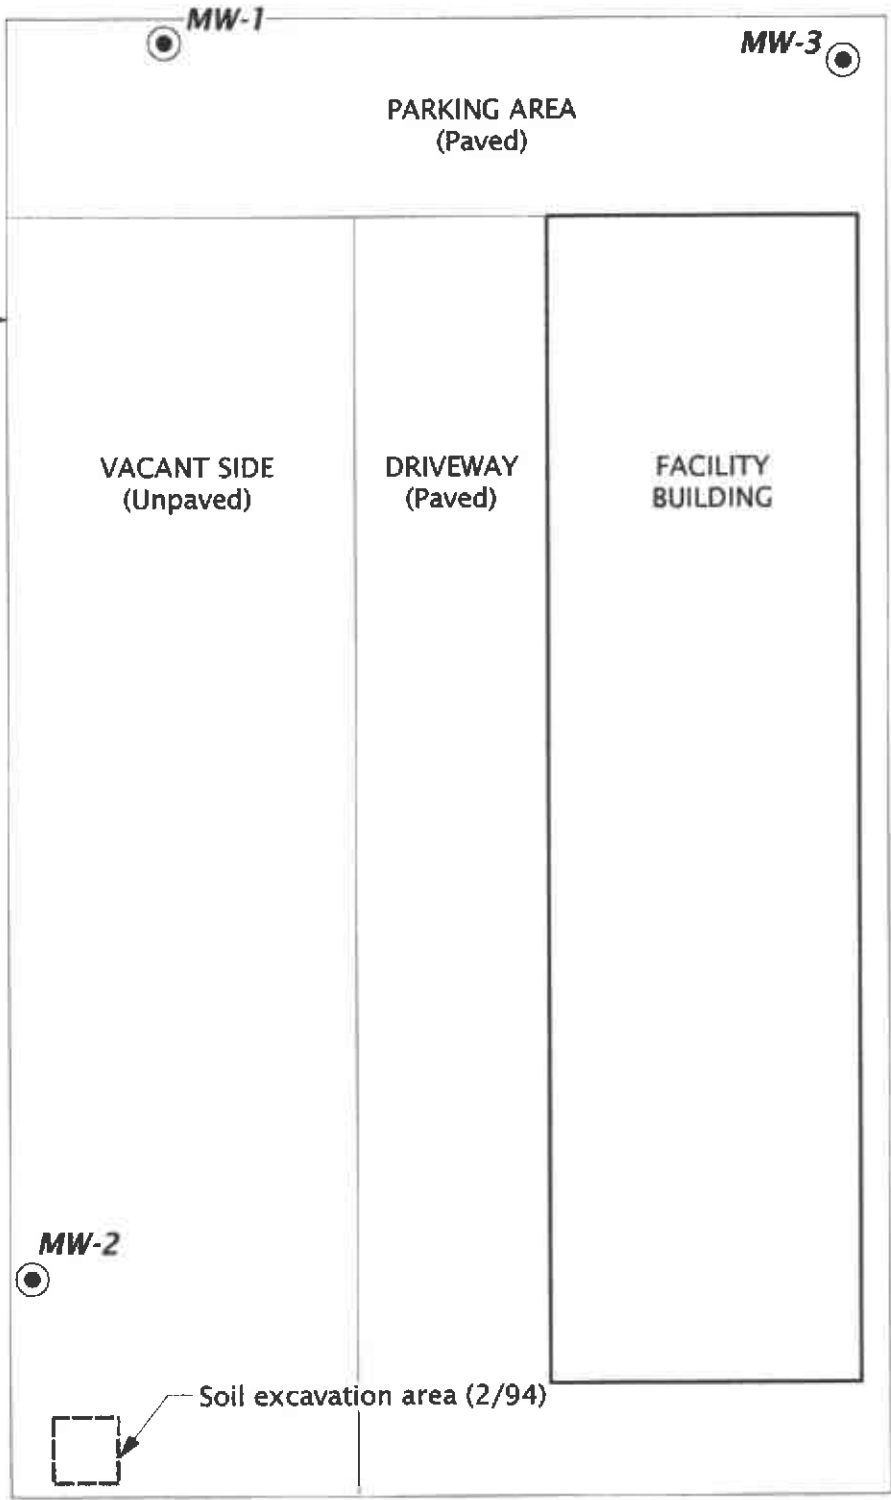 MW-1
MW-3
PARKING AREA
(Paved)
VACANT SIDE
(Unpaved)
DRIVEWAY
(Paved)
FACILITY
BUILDING
MW-2
Soil excavation area (2/94)